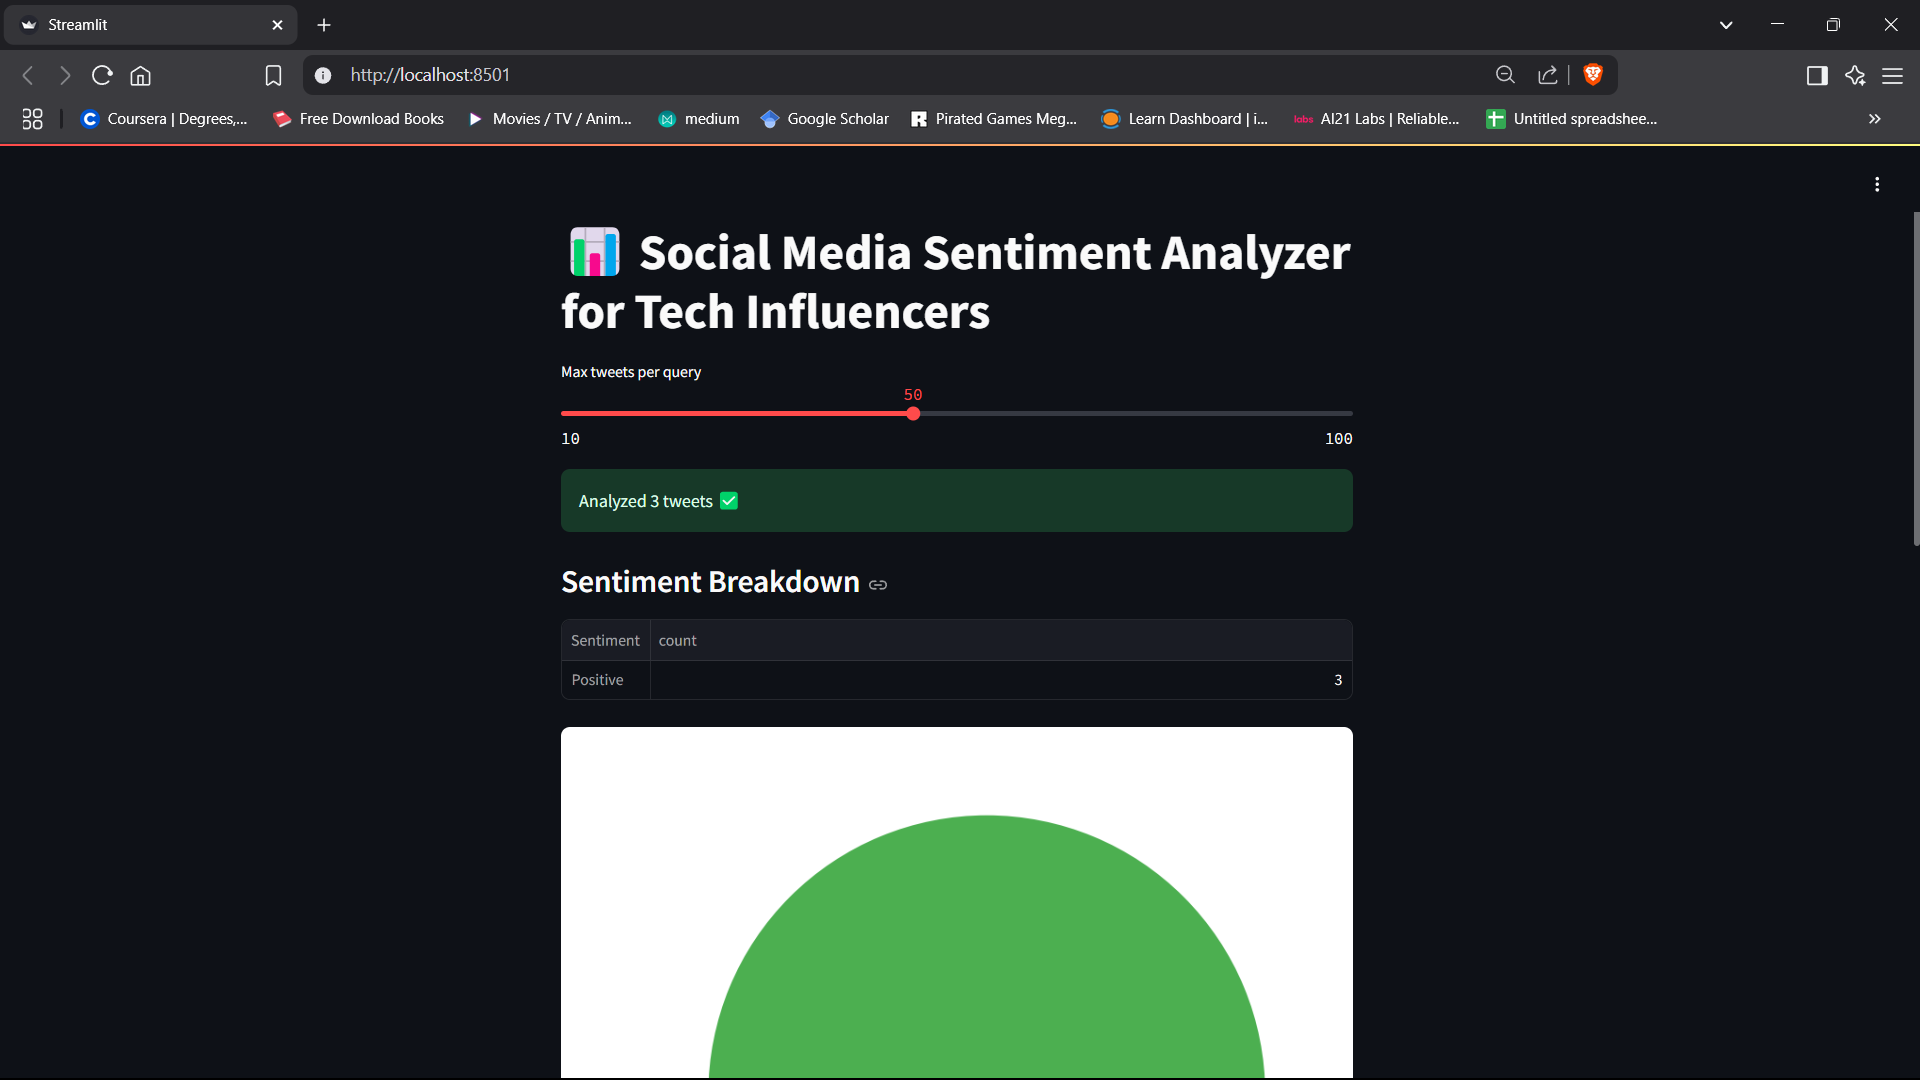 Streamlit
http://localhost:8501
Coursera | Degrees,...
Free Download Books
Movies / TV / Anim...
medium
Google Scholar
Pirated Games Meg...
Learn Dashboard | i...
labs AI21 Labs | Reliable...
Untitled spreadshee...
Social Media Sentiment Analyzer
for Tech Influencers
Max tweets per query
50
10 100
Analyzed 3 tweets
Sentiment Breakdown
Sentiment count
Positive 3